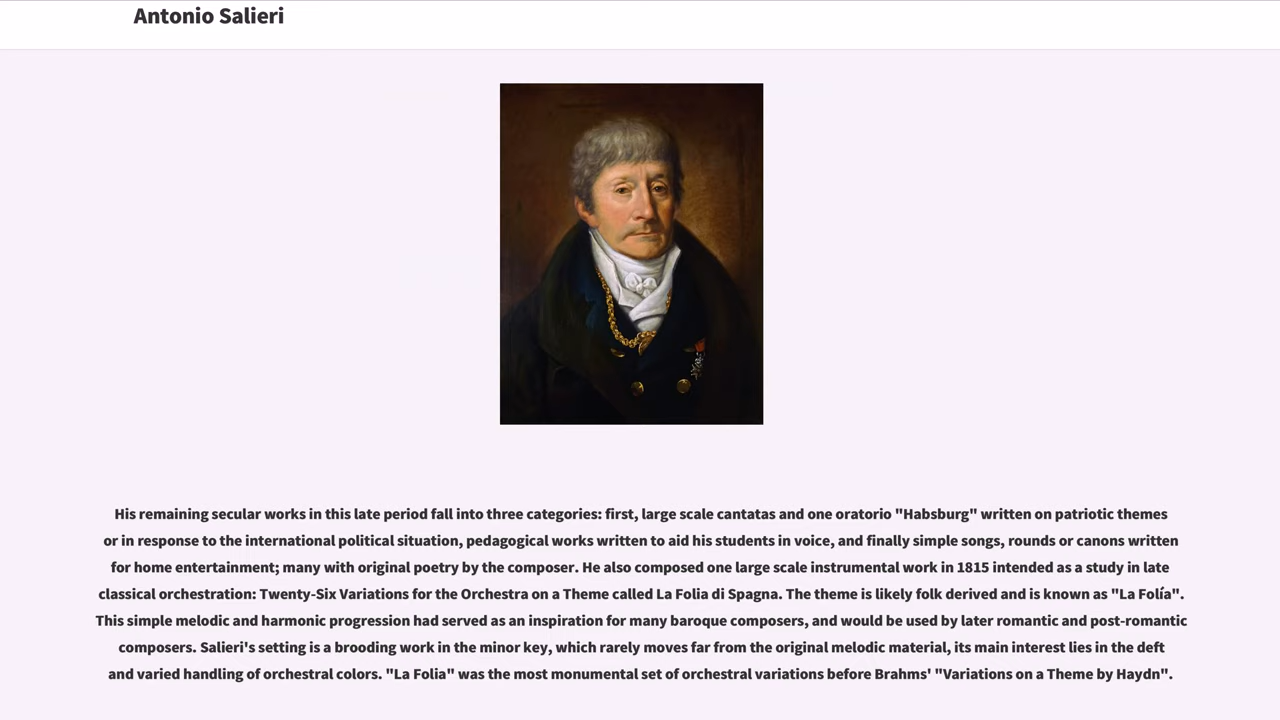 Antonio Salieri
His remaining secular works in this late period fall into three categories: first, large scale cantatas and one oratorio "Habsburg" written on patriotic themes
or in response to the international political situation, pedagogical works written to aid his students in voice, and finally simple songs, rounds or canons written
for home entertainment; many with original poetry by the composer. He also composed one large scale instrumental work in 1815 intended as a study in late
classical orchestration: Twenty-Six Variations for the Orchestra on a Theme called La Folia di Spagna. The theme is likely folk derived and is known as "La Folía".
This simple melodic and harmonic progression had served as an inspiration for many baroque composers, and would be used by later romantic and post-romantic
composers. Salieri's setting is a brooding work in the minor key, which rarely moves far from the original melodic material, its main interest lies in the deft
and varied handling of orchestral colors. "La Folia" was the most monumental set of orchestral variations before Brahms' "Variations on a Theme by Haydn".